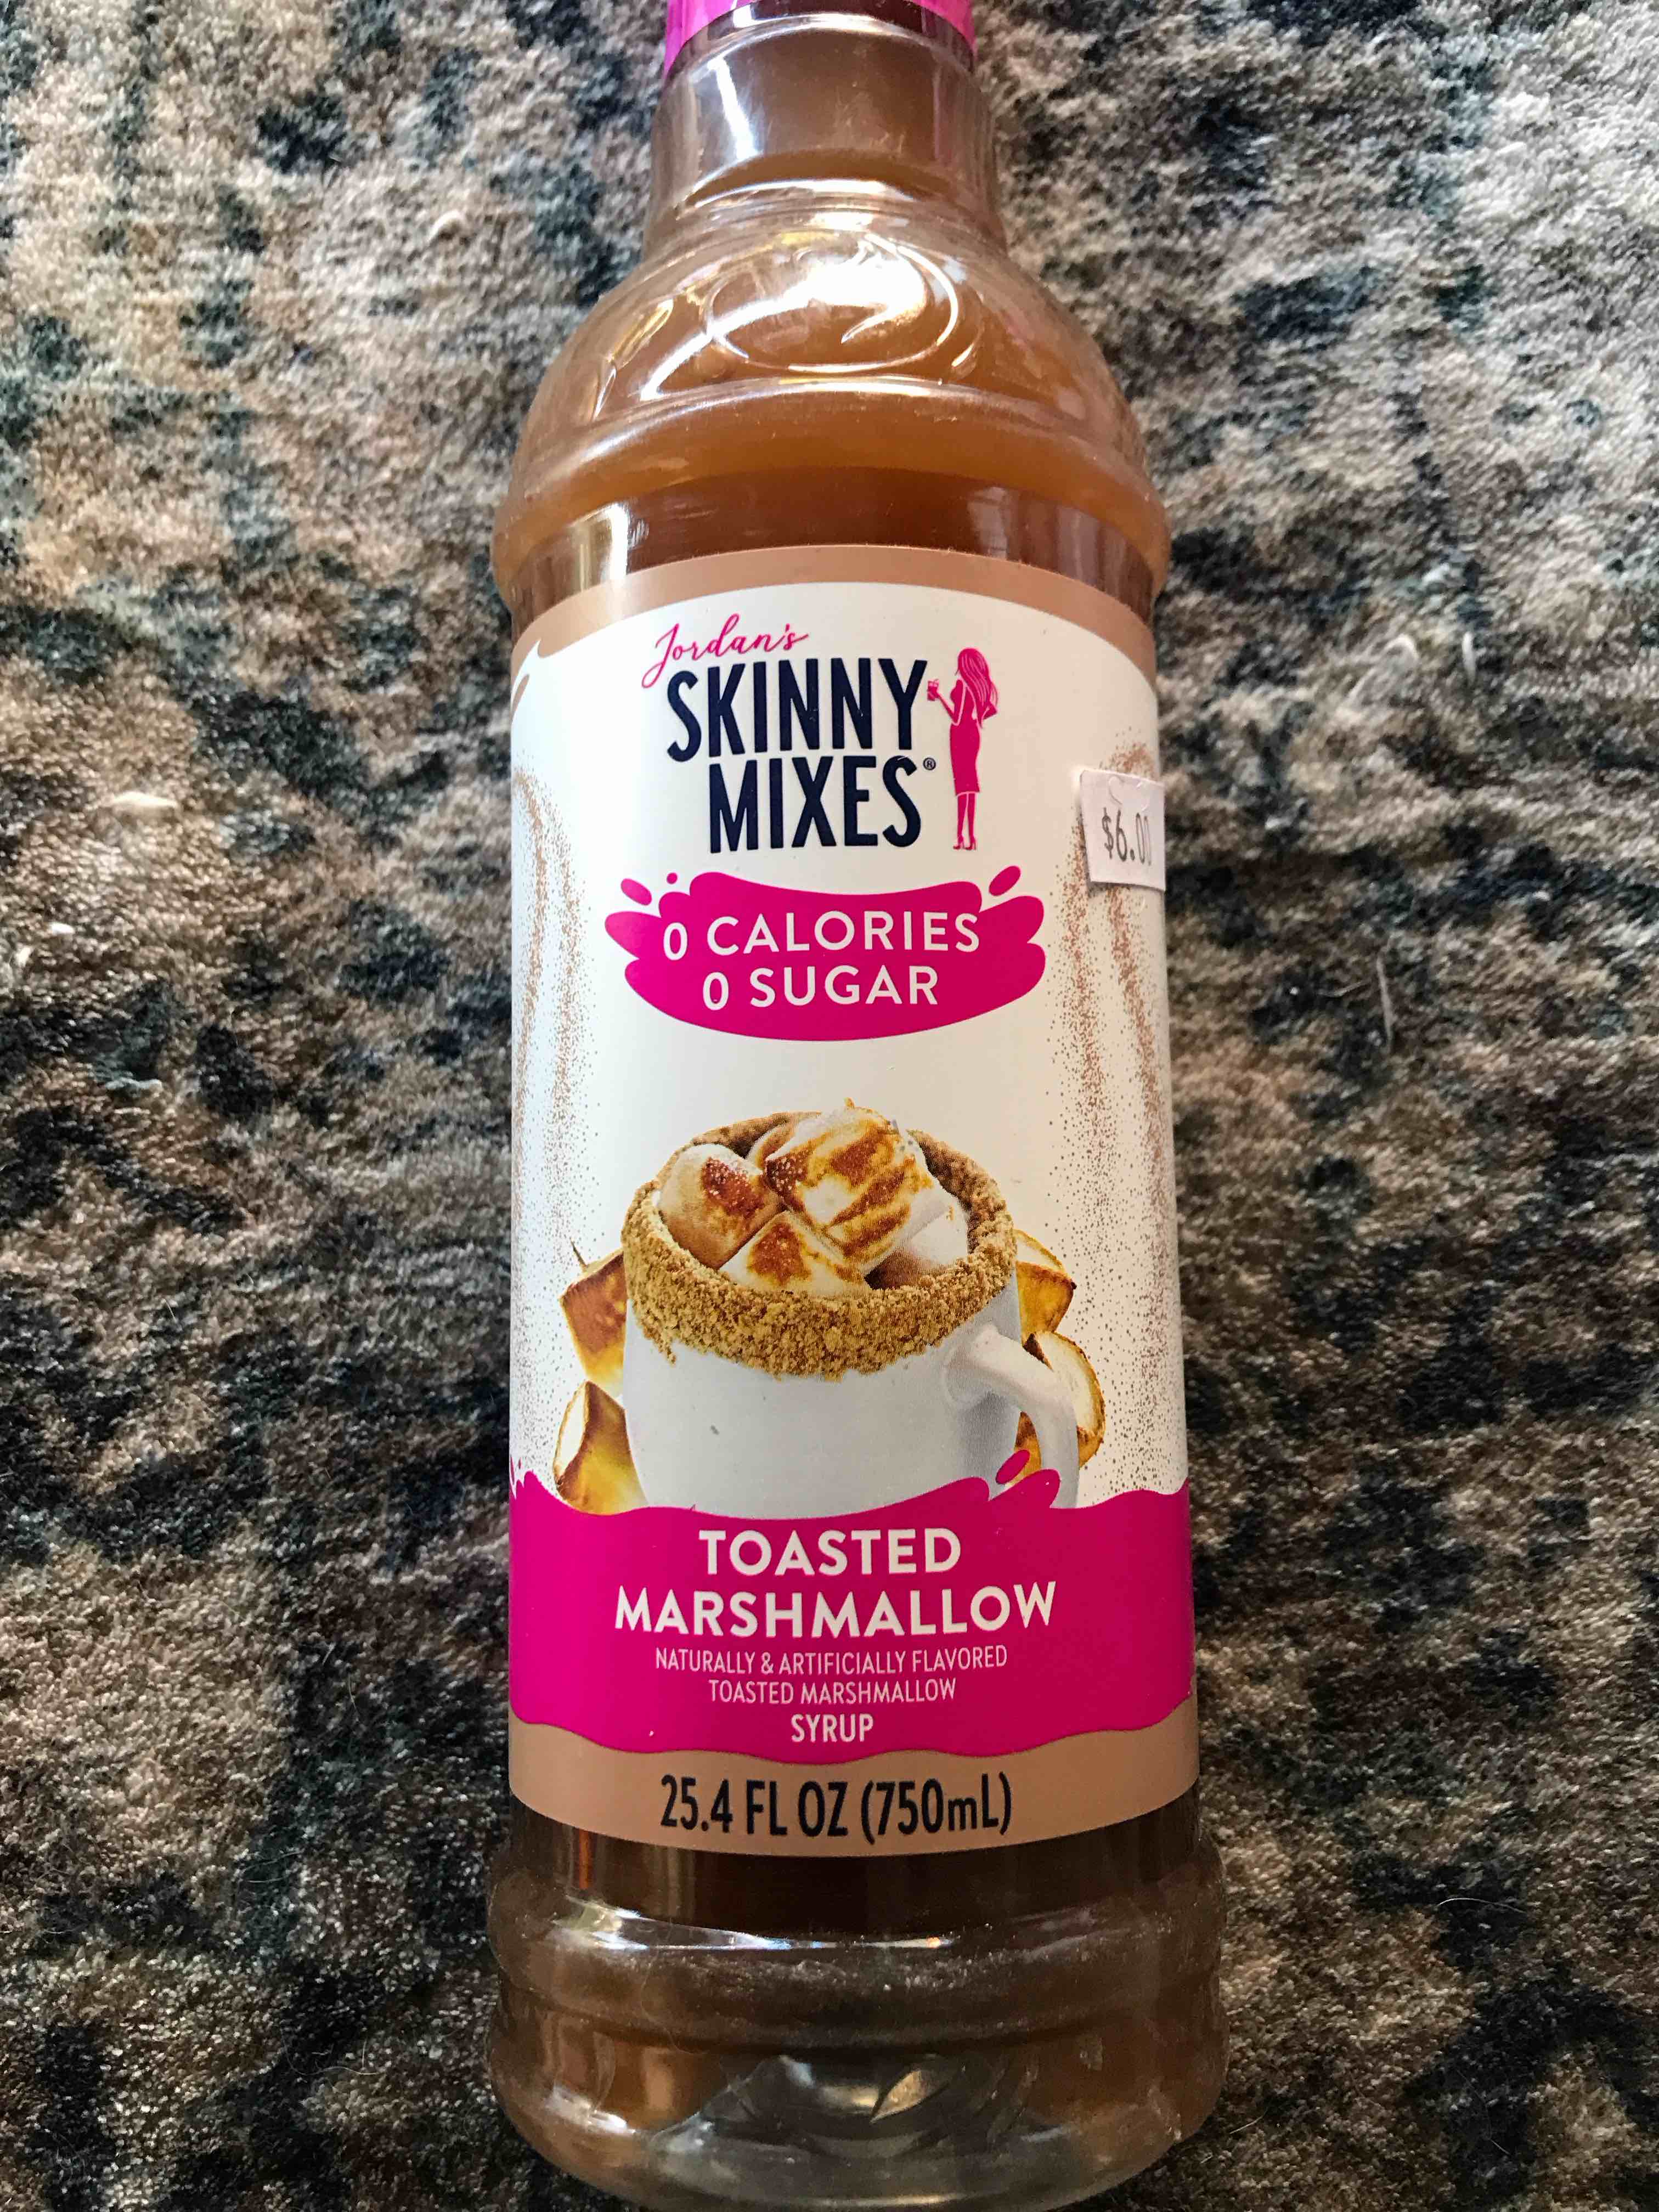 Jordan's
SKINNY
MIXES®
$6.00
0 CALORIES
0 SUGAR
TOASTED
MARSHMALLOW
NATURALLY & ARTIFICIALLY FLAVORED
TOASTED MARSHMALLOW
SYRUP
25.4 FL OZ (750mL)